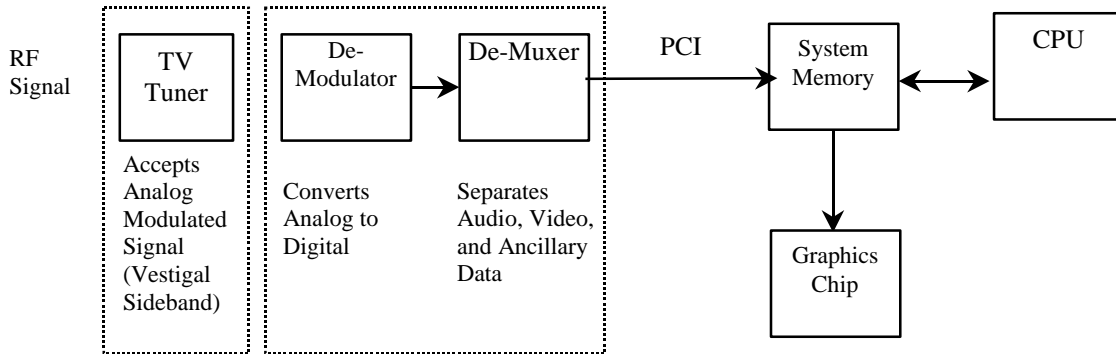 RF
Signal
TV
Tuner
Accepts
Analog
Modulated
Signal
(Vestigal
Sideband)
De-
Modulator
Converts
Analog to
Digital
De-Muxer
Separates
Audio, Video,
and Ancillary
Data
PCI
System
Memory
CPU
Graphics
Chip